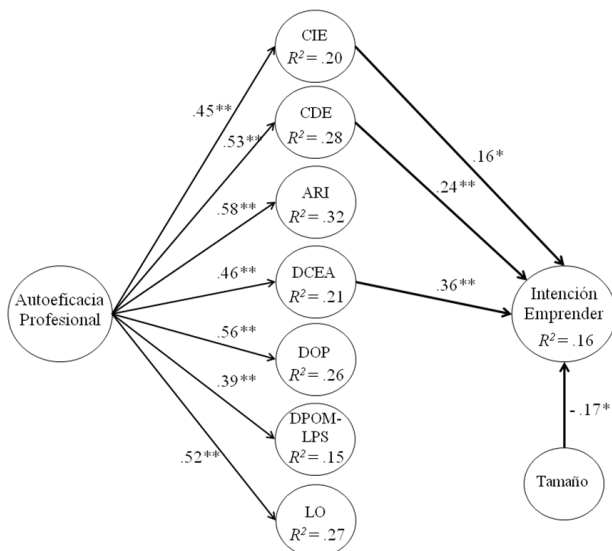 CIE
R² = .20
.45**
CDE
R² = .28
.53**
.16*
ARI
R² = .32
.58**
.24**
Autoeficacia
Profesional
DCEA
R² = .21
.46**
.36**
Intención
Emprender
R² = .16
DOP
R² = .26
.56**
DPOM-
LPS
R² = .15
.39**
- .17*
Tamaño
LO
R² = .27
.52**